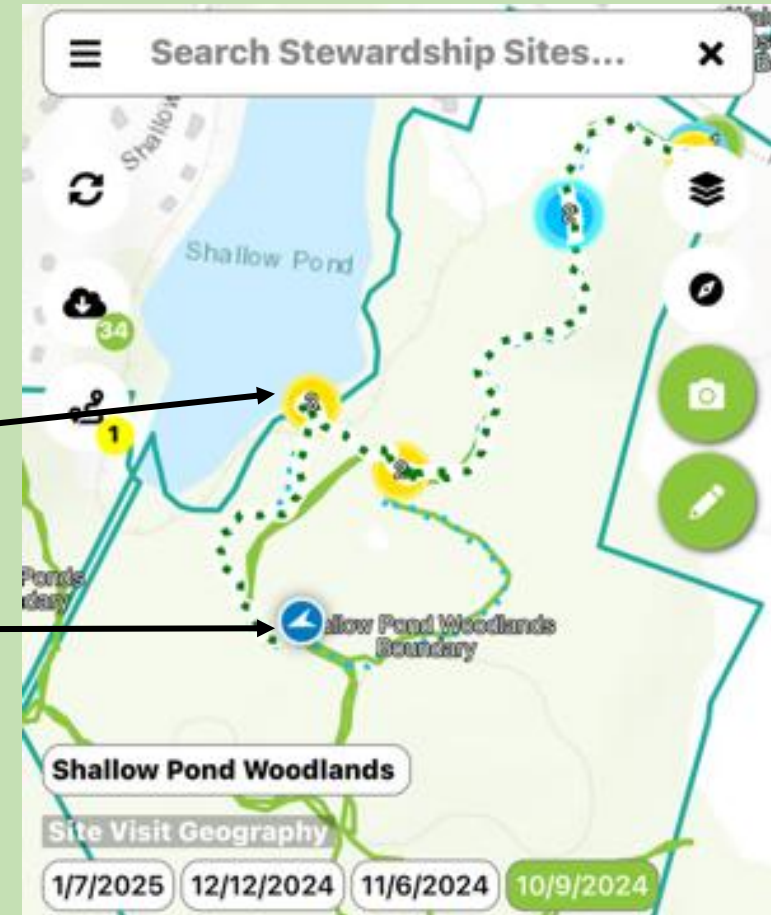 Search Stewardship Sites...
Shallow
Shallow Pond
34
1
3
2
2
Ponds
Shallow Pond Woodlands
Boundary
Shallow Pond Woodlands
Site Visit Geography
1/7/2025 12/12/2024 11/6/2024 10/9/2024